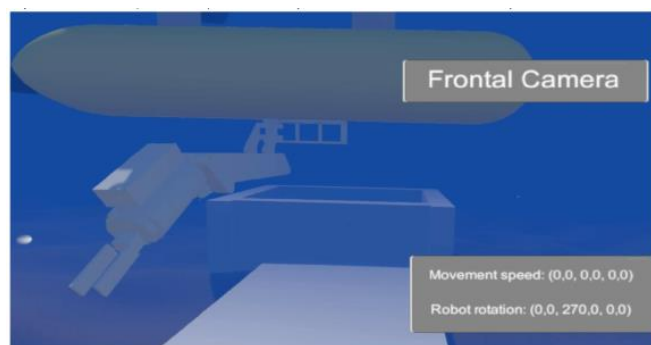 Frontal Camera
Movement speed: (0,0, 0,0, 0,0)
Robot rotation: (0,0, 270,0, 0,0)